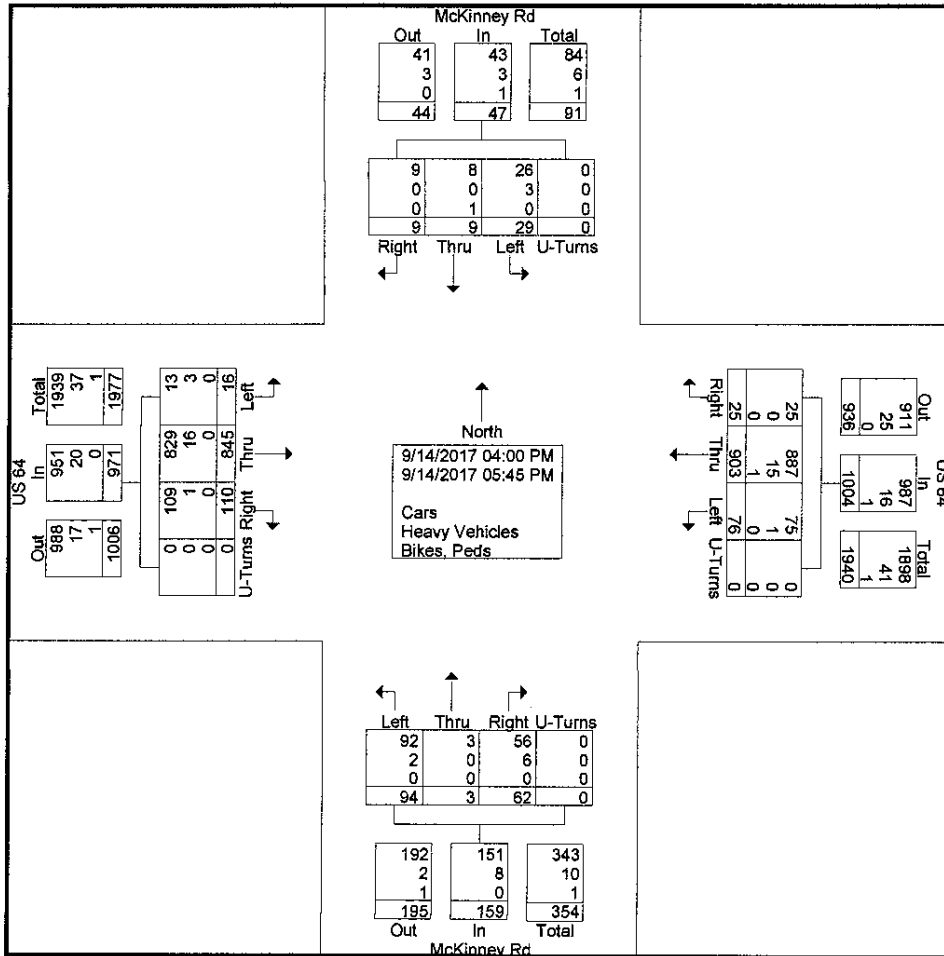 McKinney Rd
Out In Total
41 43 84
3 3 6
0 1 1
44 47 91
9 8 26 0
0 0 3 0
0 1 0 0
9 9 29 0
Right Thru Left U-Turns
US 64
Total
1939
37
1
1977
In
951
20
0
971
Out
988
17
1
1006
13 3 0 16 Left
829 16 0 845 Thru
109 1 0 110 Right
0 0 0 0 U-Turns
North
9/14/2017 04:00 PM
9/14/2017 05:45 PM
Cars
Heavy Vehicles
Bikes, Peds
Right 25 0 0 25
Thru 903 1 15 887
Left 76 0 1 75
U-Turns 0 0 0 0
Out
911
25
0
936
In
987
16
1
1004
Total
1898
41
1
1940
US 64
Left Thru Right U-Turns
92 3 56 0
2 0 6 0
0 0 0 0
94 3 62 0
192 151 343
2 8 10
1 0 1
195 159 354
Out In Total
McKinney Rd